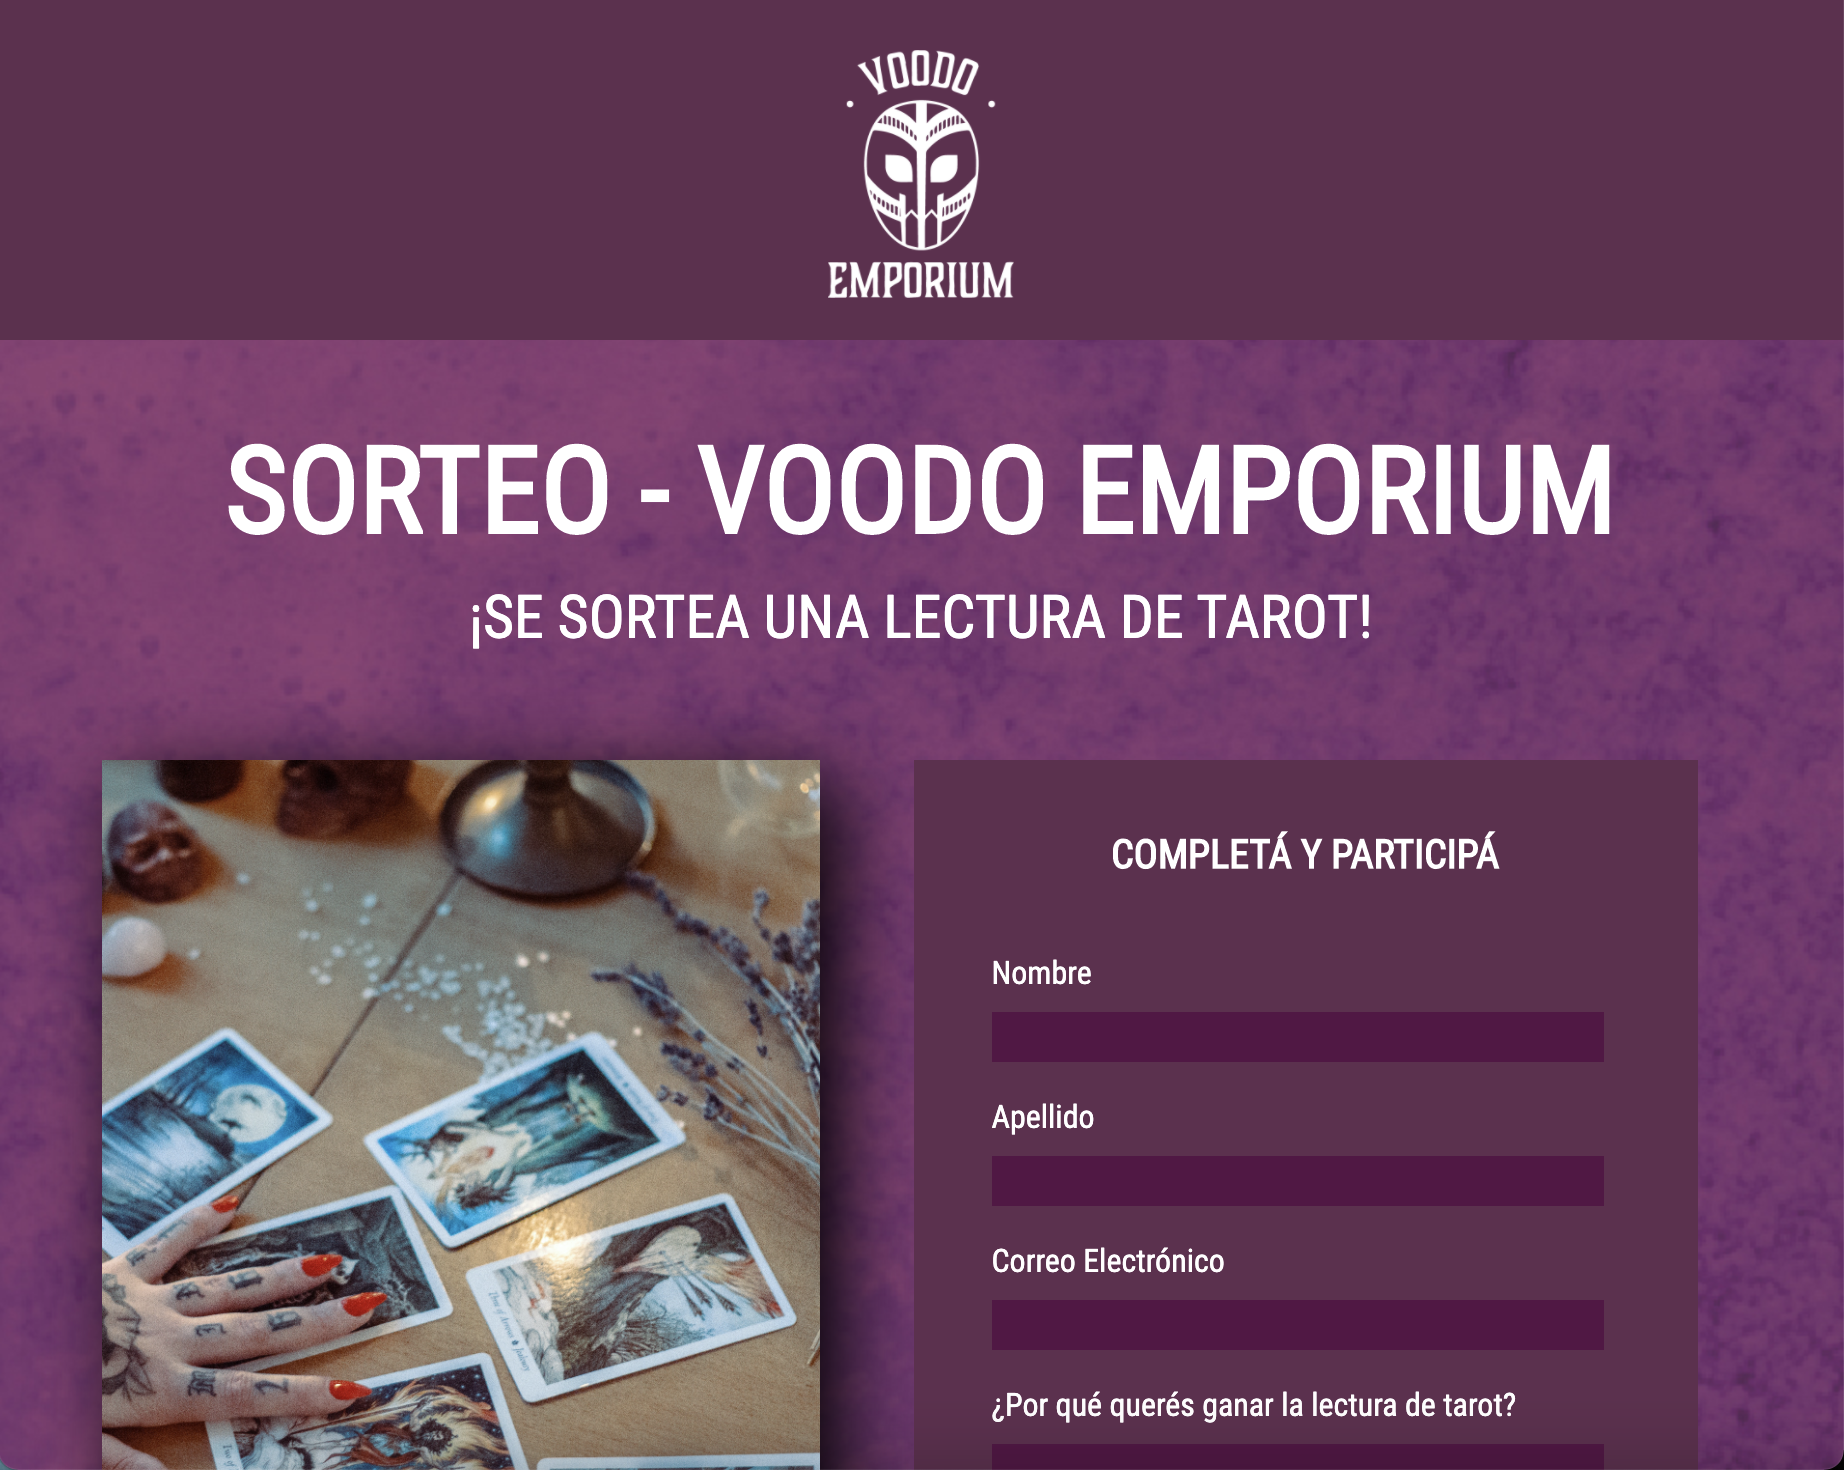 VOODO
EMPORIUM
SORTEO - VOODO EMPORIUM
¡SE SORTEA UNA LECTURA DE TAROT!
COMPLETÁ Y PARTICIPÁ
Nombre
Apellido
Correo Electrónico
¿Por qué querés ganar la lectura de tarot?